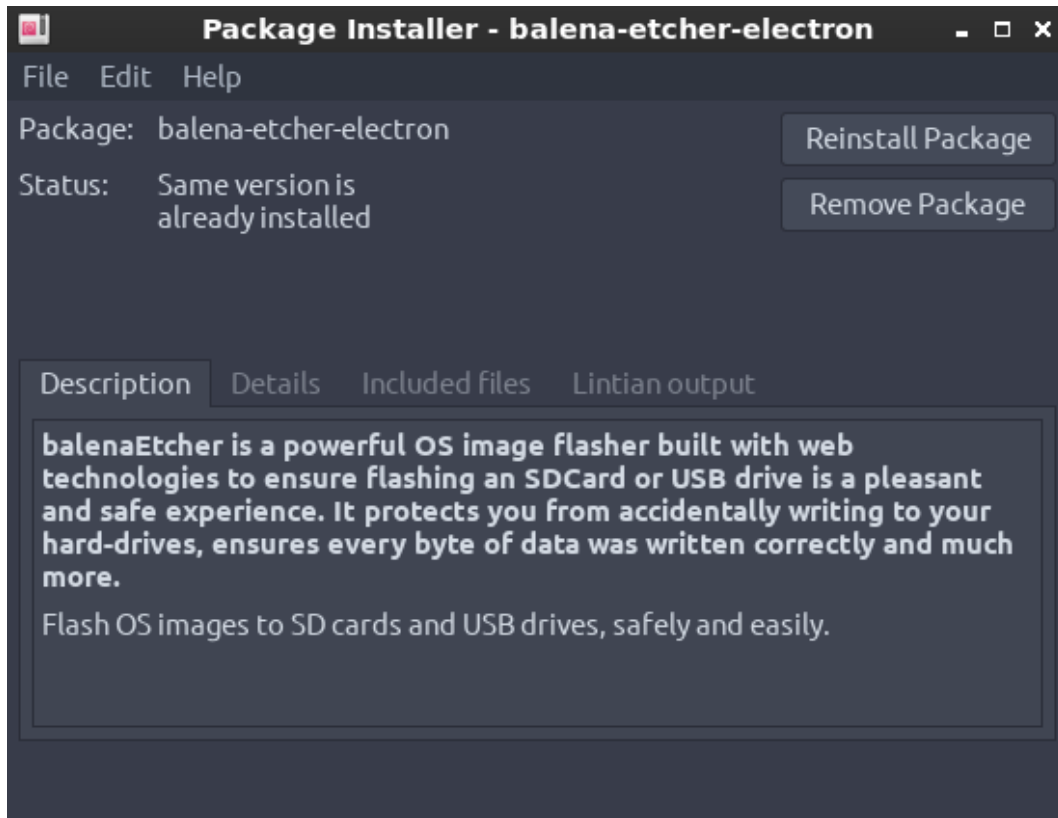 Package Installer - balena-etcher-electron
File Edit Help
Package: balena-etcher-electron
Reinstall Package
Status: Same version is
already installed
Remove Package
Description Details Included files Lintian output
balenaEtcher is a powerful OS image flasher built with web
technologies to ensure flashing an SDCard or USB drive is a pleasant
and safe experience. It protects you from accidentally writing to your
hard-drives, ensures every byte of data was written correctly and much
more.
Flash OS images to SD cards and USB drives, safely and easily.